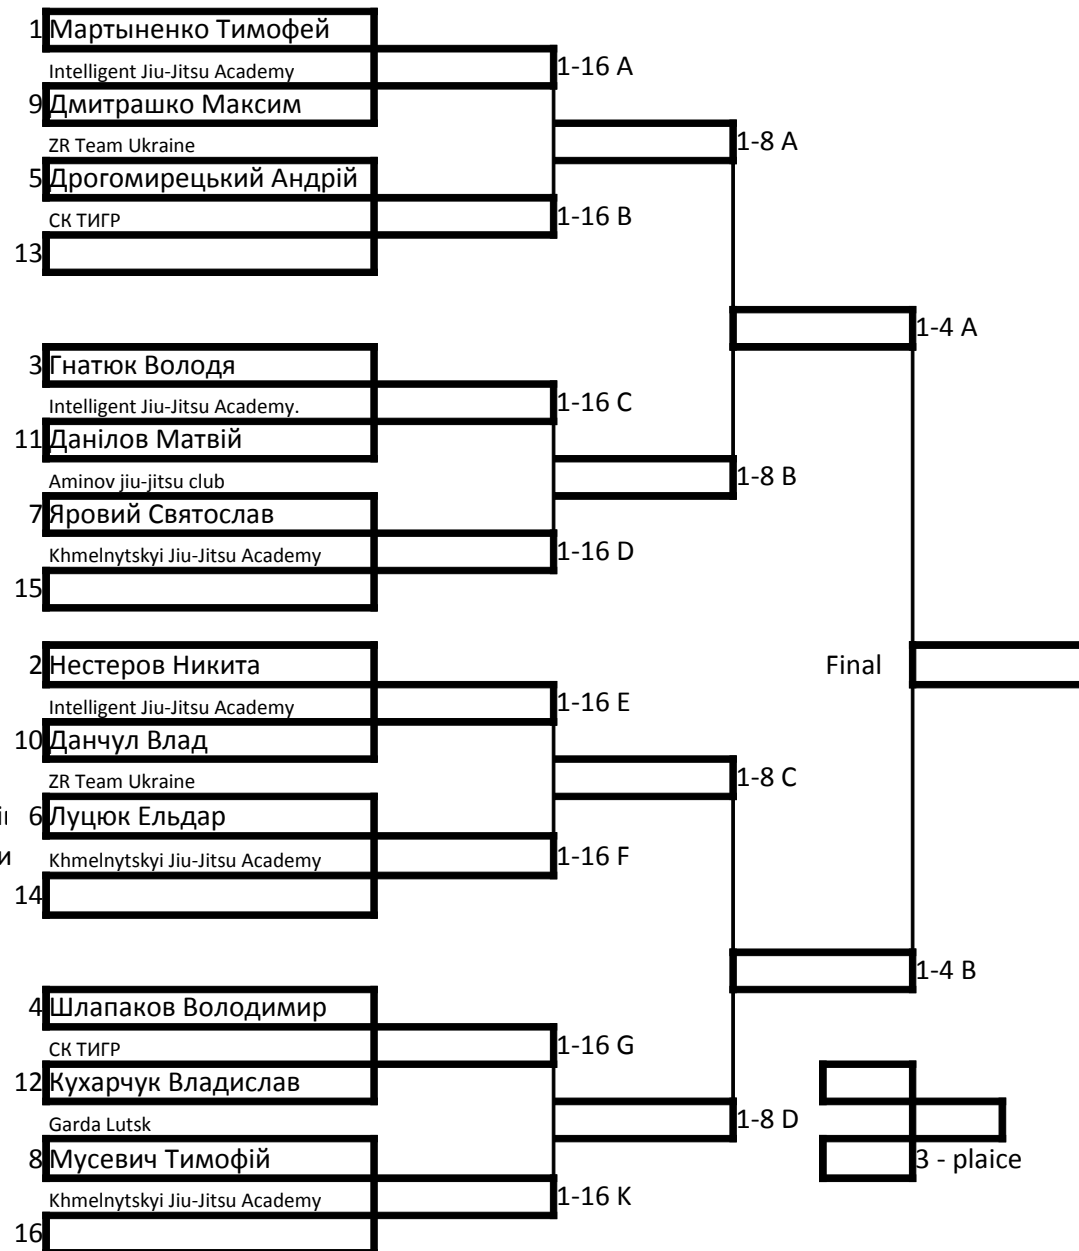 1 Мартыненко Тимофей
Intelligent Jiu-Jitsu Academy
1-16 A
9 Дмитрашко Максим
ZR Team Ukraine
1-8 A
5 Дрогомирецький Андрій
СК ТИГР
1-16 B
13
1-4 A
3 Гнатюк Володя
Intelligent Jiu-Jitsu Academy.
1-16 C
11 Данілов Матвій
Aminov jiu-jitsu club
1-8 B
7 Яровий Святослав
Khmelnytskyi Jiu-Jitsu Academy
1-16 D
15
2 Нестеров Никита
Final
Intelligent Jiu-Jitsu Academy
1-16 E
10 Данчул Влад
ZR Team Ukraine
1-8 C
6 Луцюк Ельдар
Khmelnytskyi Jiu-Jitsu Academy
1-16 F
14
1-4 B
4 Шлапаков Володимир
СК ТИГР
1-16 G
12 Кухарчук Владислав
Garda Lutsk
1-8 D
8 Мусевич Тимофій
3 - plaice
Khmelnytskyi Jiu-Jitsu Academy
1-16 K
16